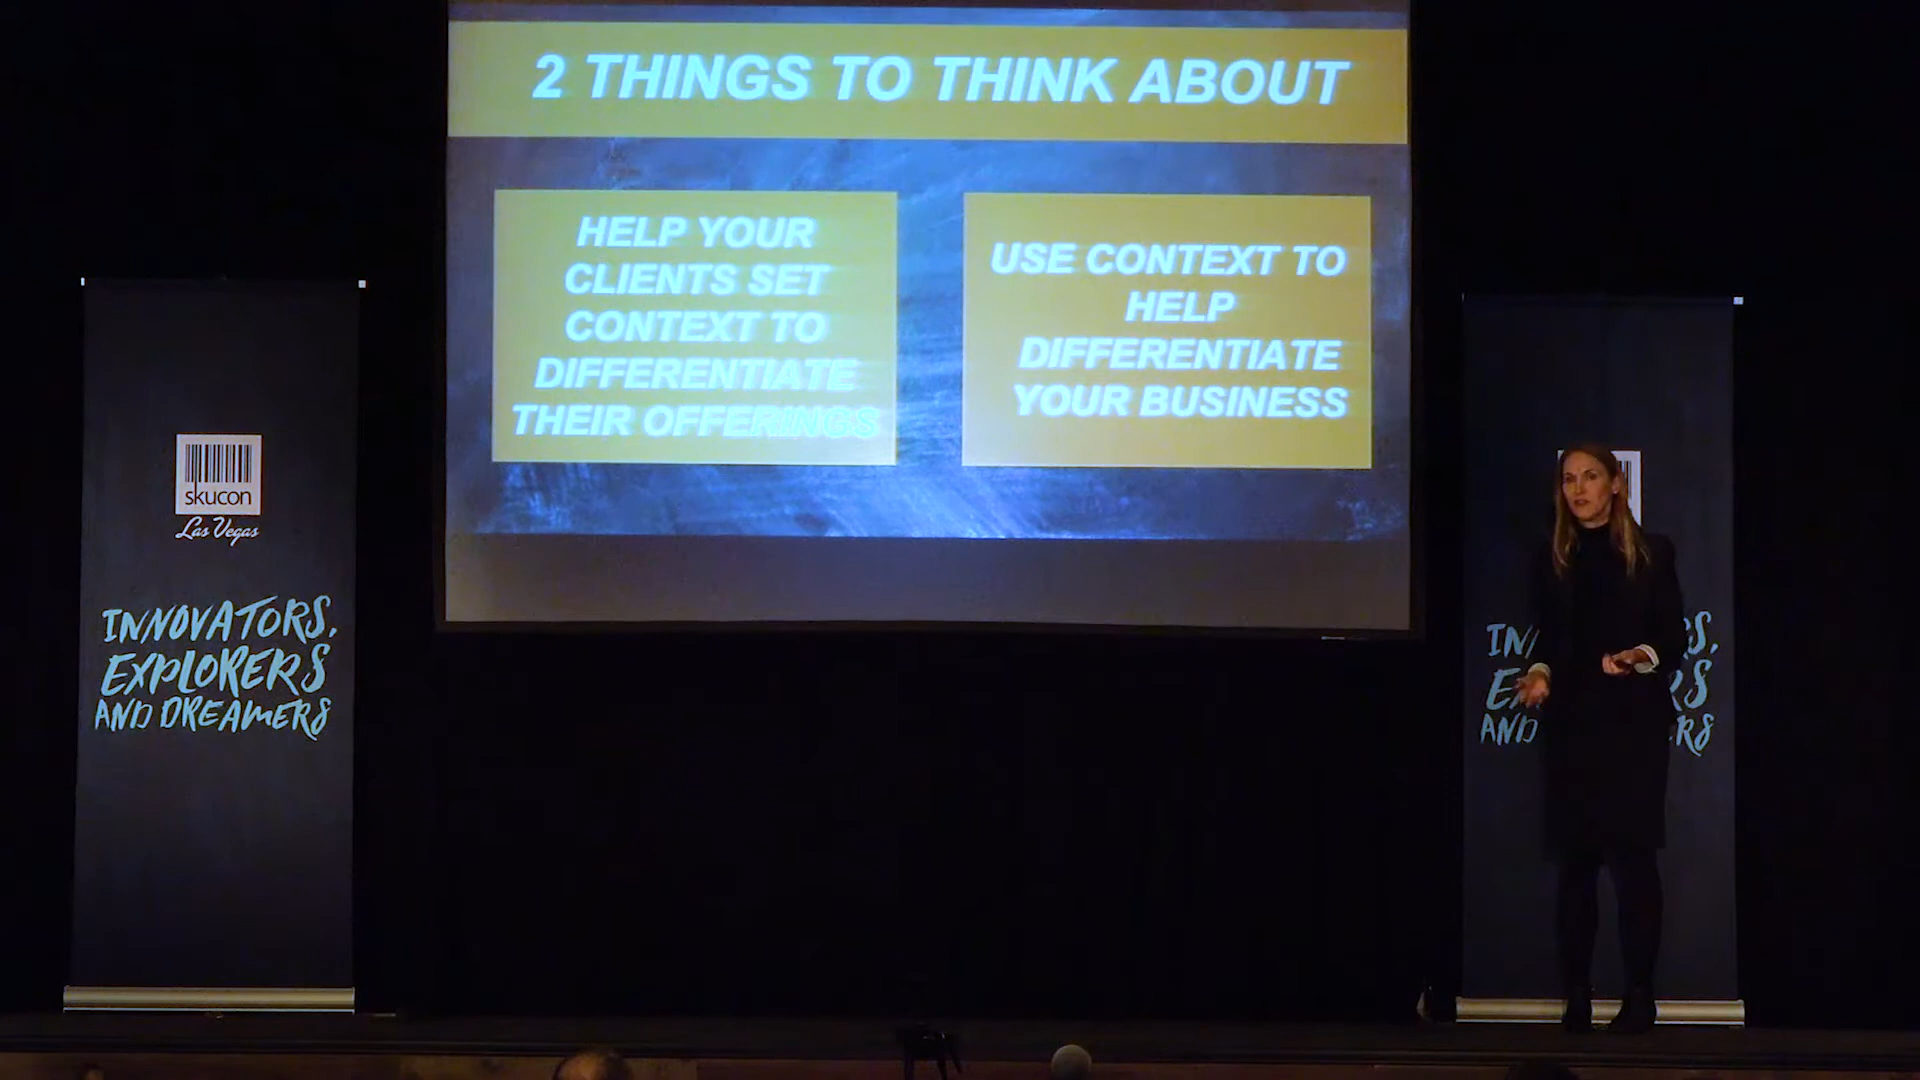 2 THINGS TO THINK ABOUT
HELP YOUR
CLIENTS SET
CONTEXT TO
DIFFERENTIATE
THEIR OFFERINGS
USE CONTEXT TO
HELP
DIFFERENTIATE
YOUR BUSINESS
skucon
Las Vegas
INNOVATORS,
EXPLORERS
AND DREAMERS
AND